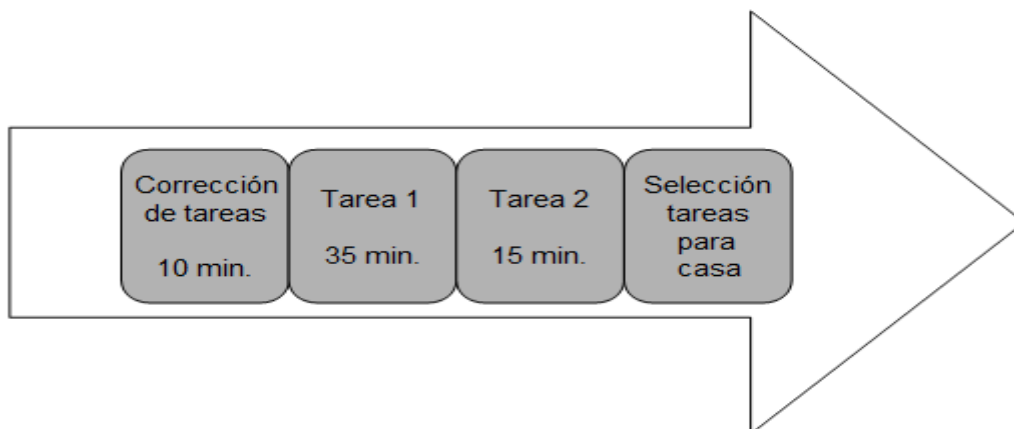 Corrección
de tareas
10 min.
Tarea 1
35 min.
Tarea 2
15 min.
Selección
tareas
para
casa